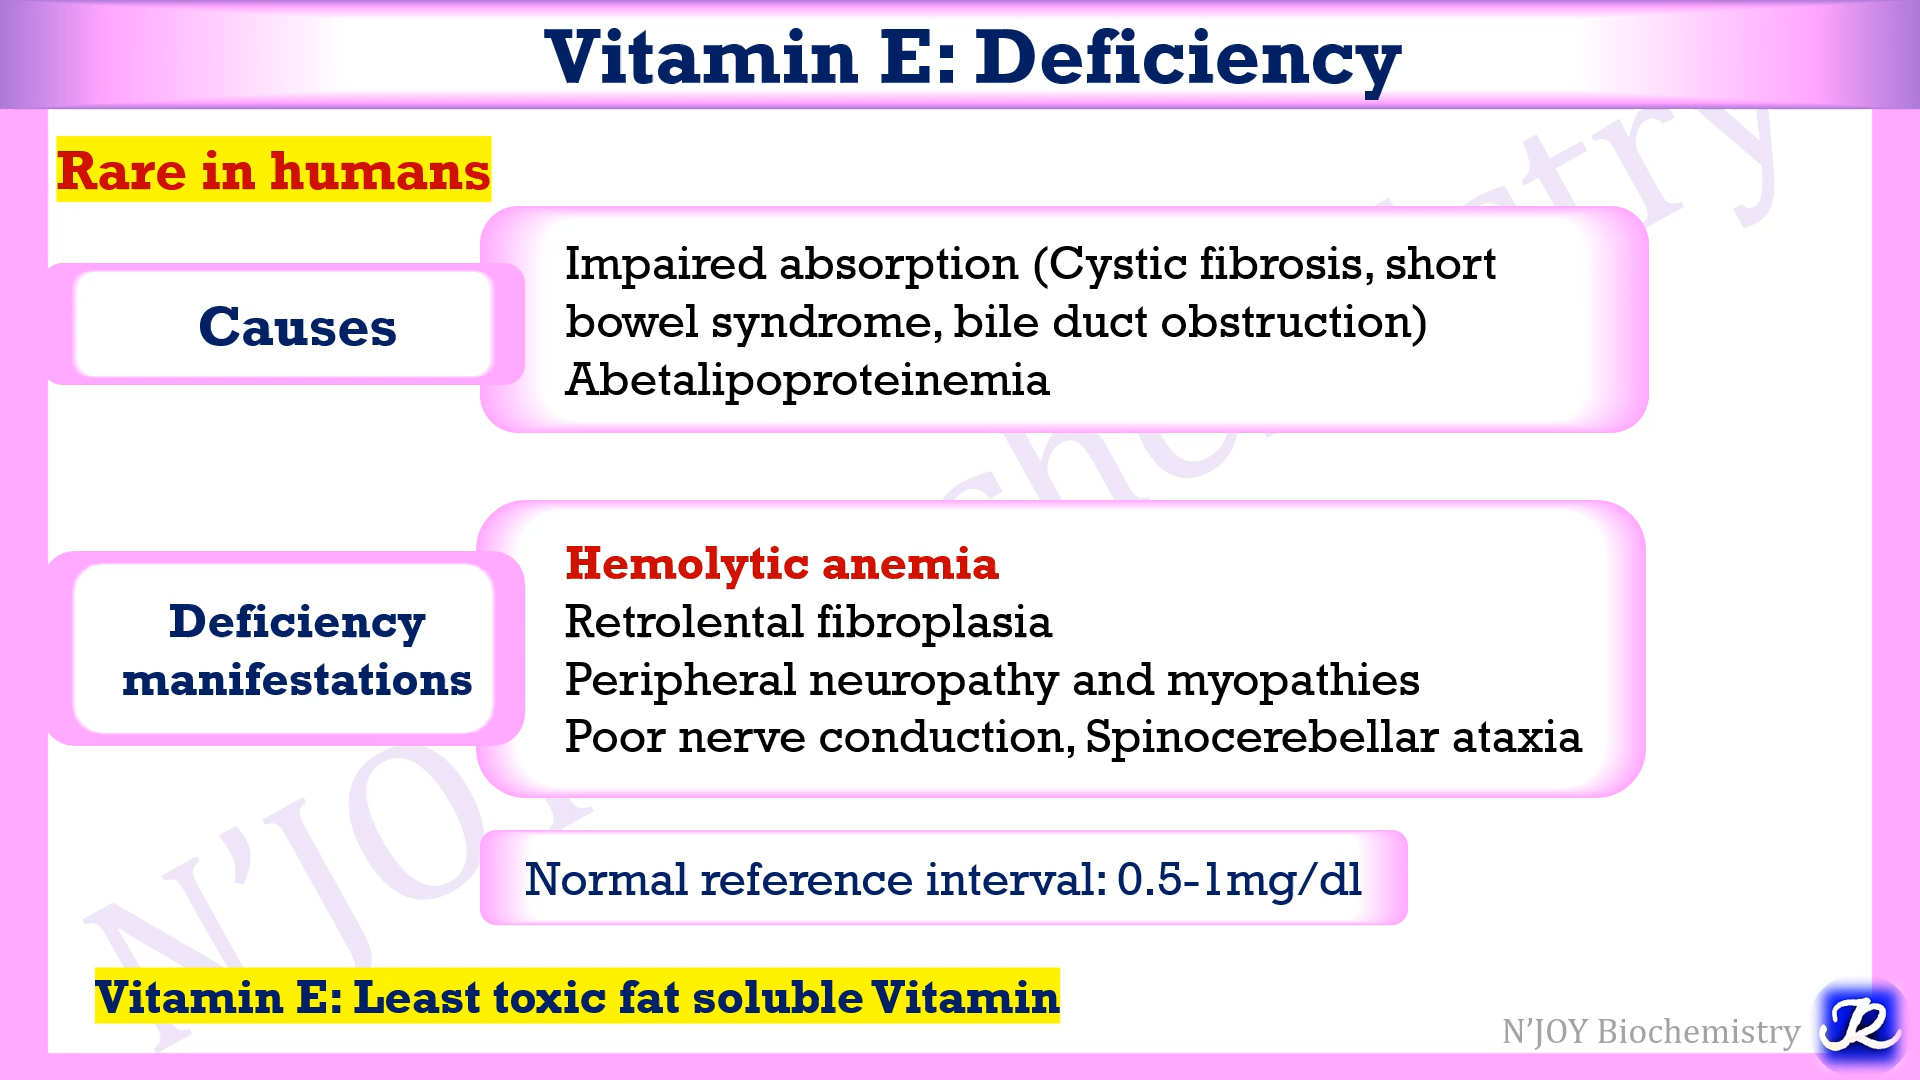 Vitamin E: Deficiency
Rare in humans
Causes
Impaired absorption (Cystic fibrosis, short
bowel syndrome, bile duct obstruction)
Abetalipoproteinemia
Deficiency
manifestations
Hemolytic anemia
Retrolental fibroplasia
Peripheral neuropathy and myopathies
Poor nerve conduction, Spinocerebellar ataxia
Normal reference interval: 0.5-1mg/dl
Vitamin E: Least toxic fat soluble Vitamin
N'JOY Biochemistry